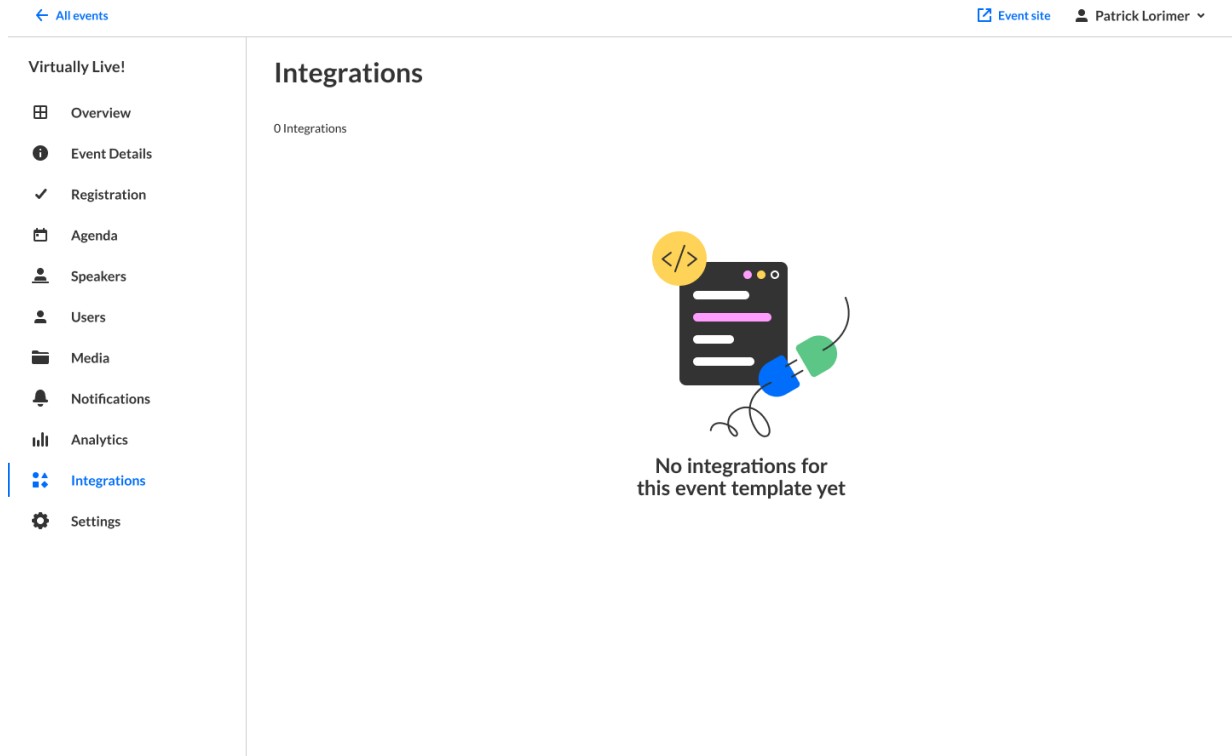 All events
Event site
Patrick Lorimer
Virtually Live!
Overview
Event Details
Registration
Agenda
Speakers
Users
Media
Notifications
Analytics
Integrations
Settings
Integrations
0 Integrations
</>
No integrations for
this event template yet